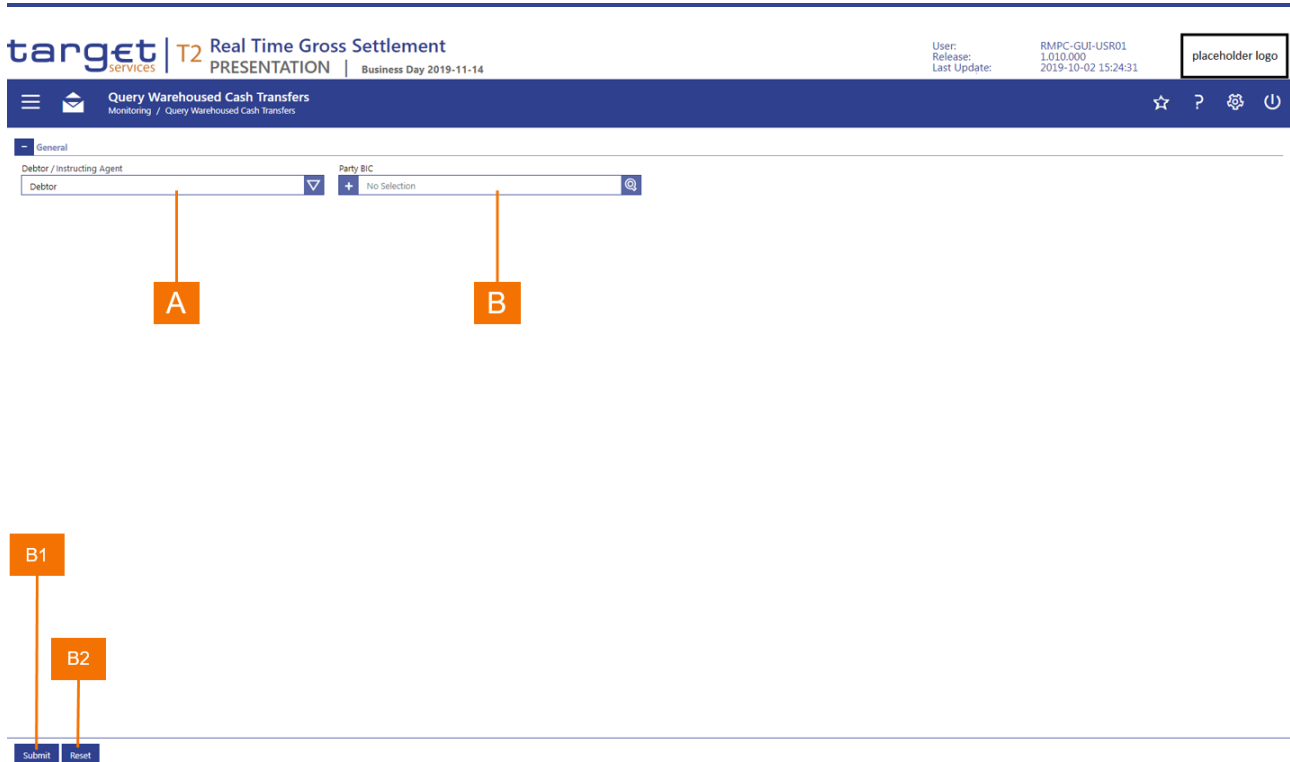 target services | T2 Real Time Gross Settlement
PRESENTATION | Business Day 2019-11-14
User: RMPC-GUI-USR01
Release: 1.010.000
Last Update: 2019-10-02 15:24:31
placeholder logo
Query Warehoused Cash Transfers
Monitoring / Query Warehoused Cash Transfers
?
General
Debtor / Instructing Agent
Debtor
Party BIC
+ No Selection
A
B
B1
B2
Submit
Reset